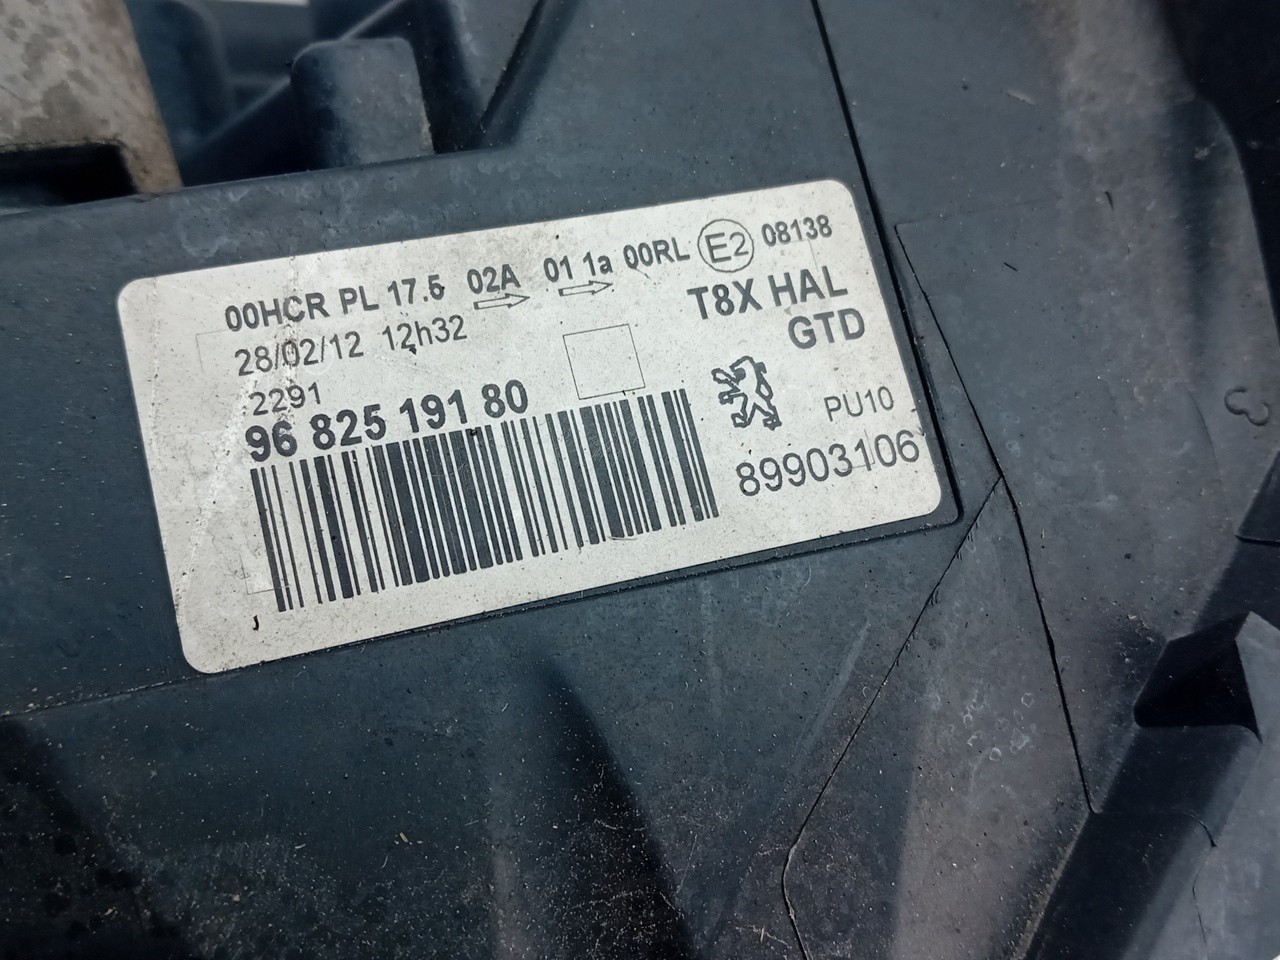 00HCR PL 17.5 02A 01 1a 00RL E2 08138
28/02/12 12h32
T8X HAL
GTD
2291
96 825 191 80
PU10
89903106